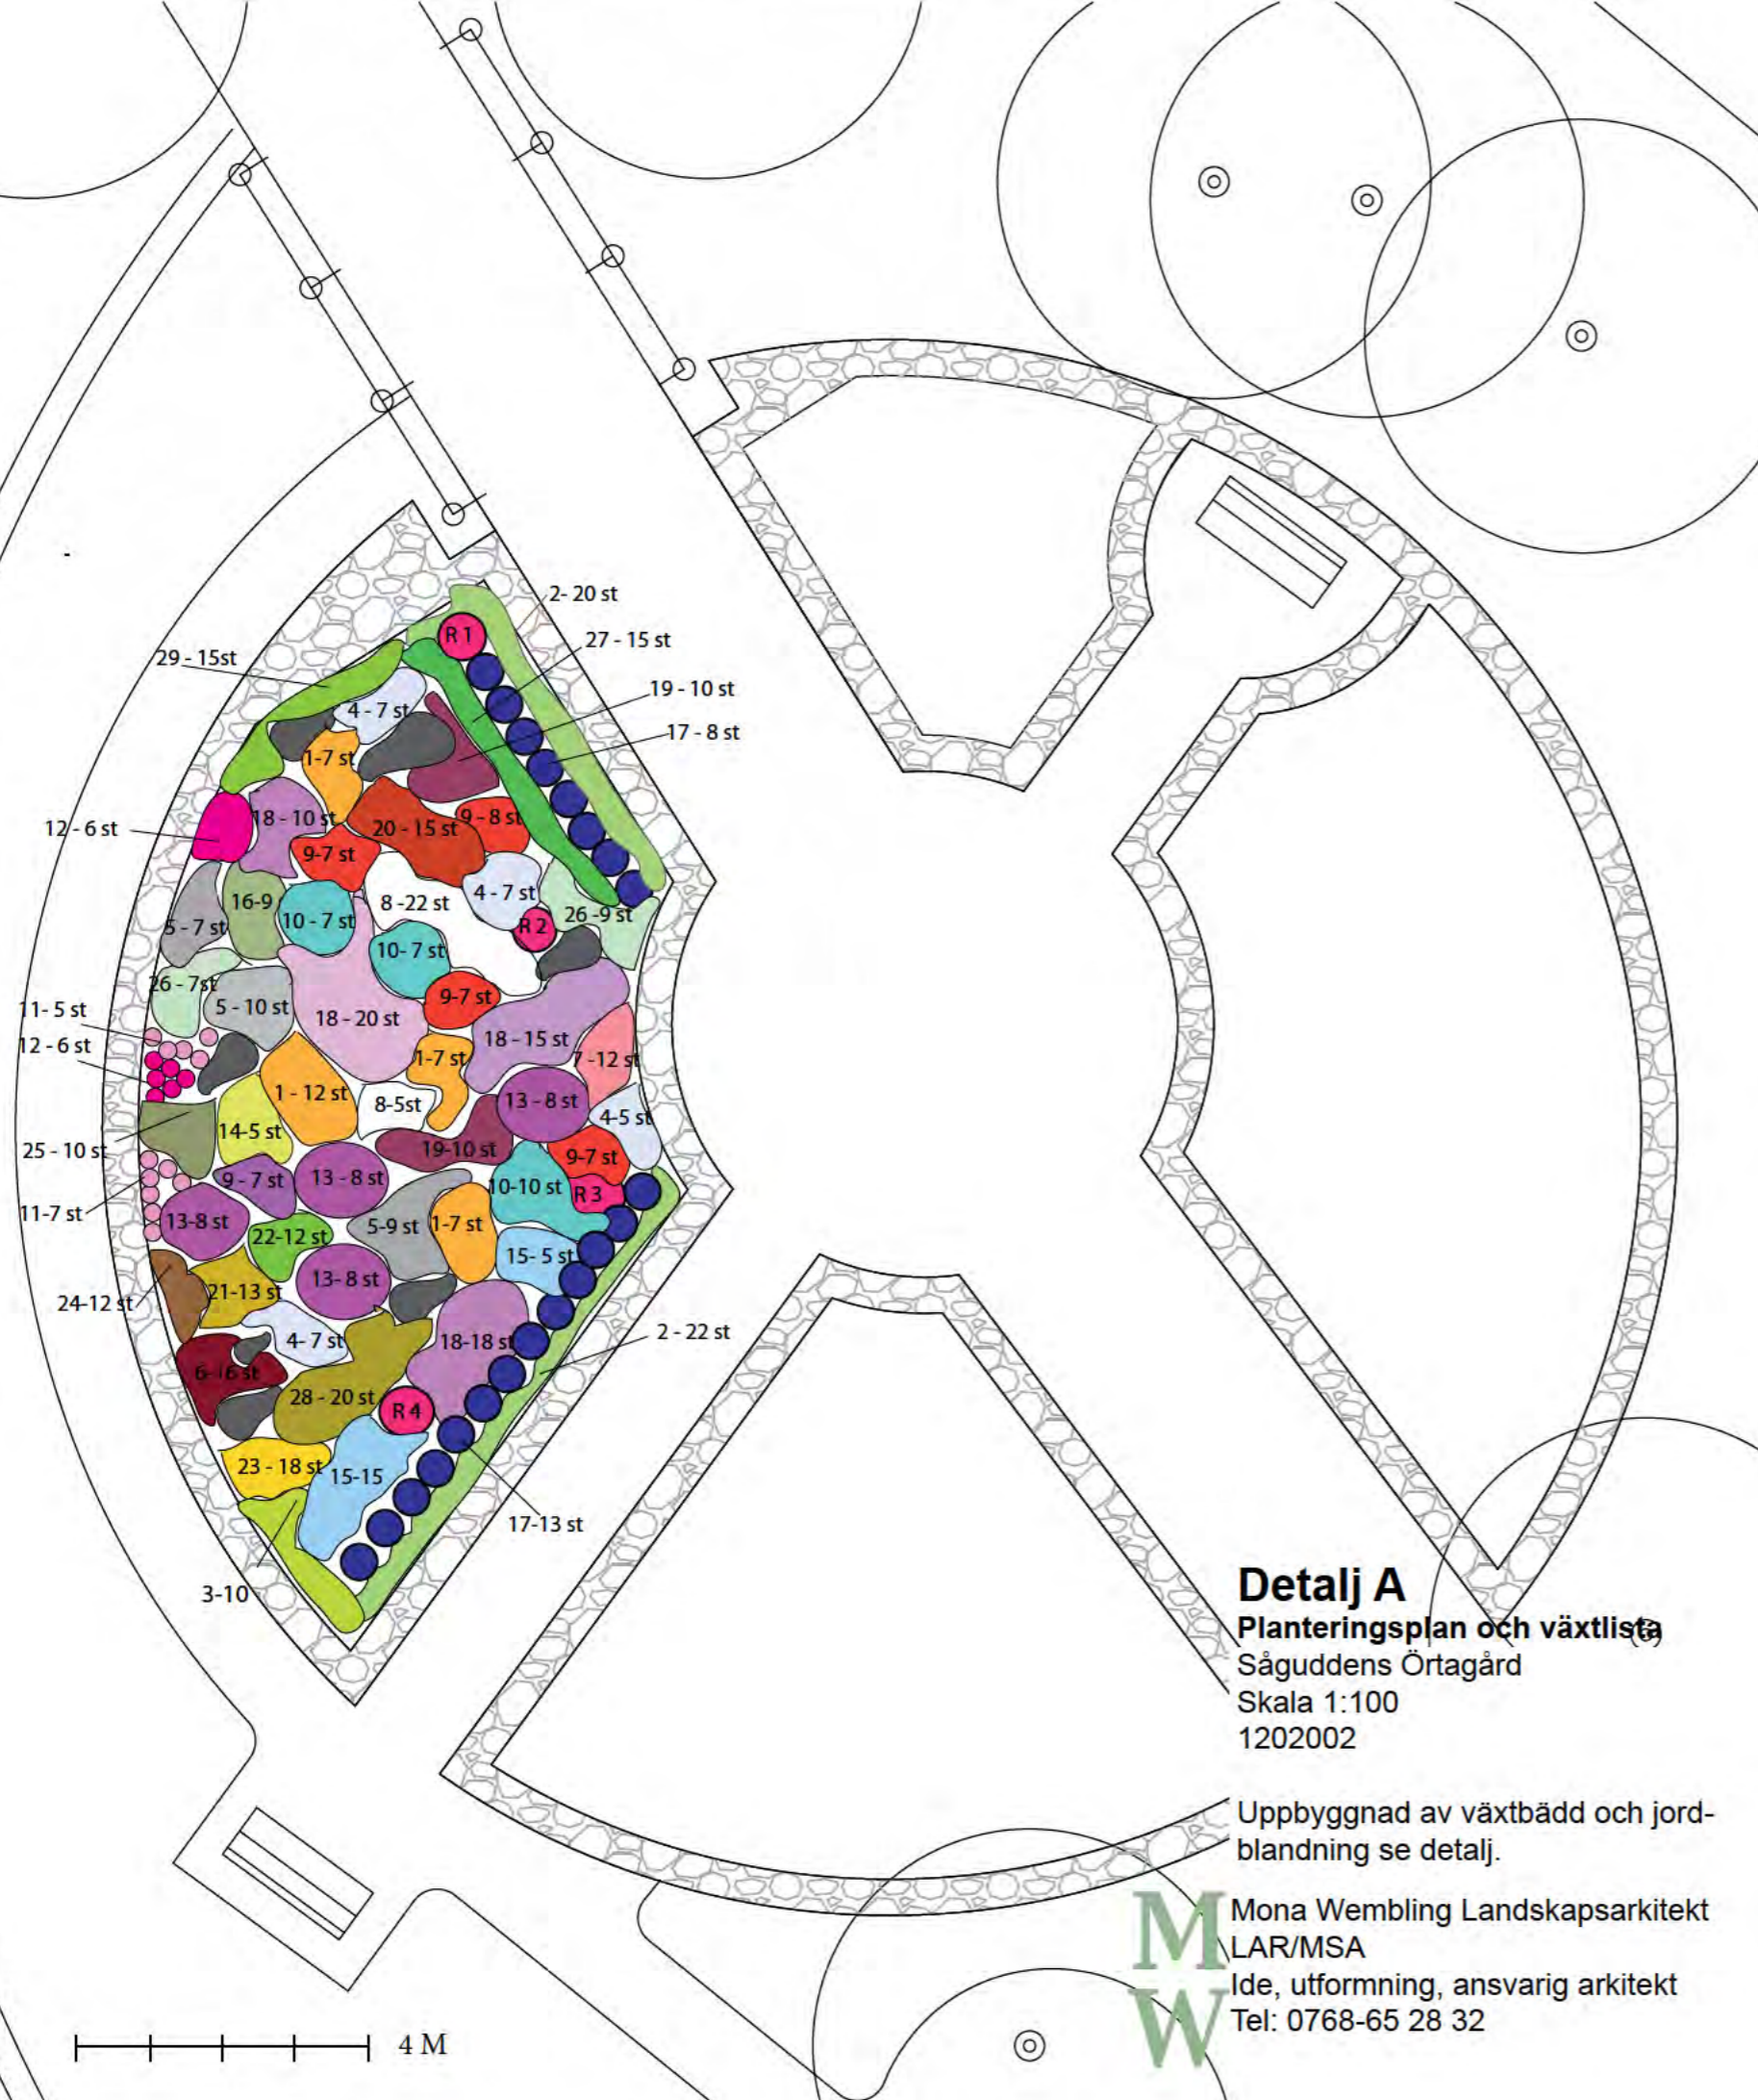 2- 20 st
27 - 15 st
29 - 15st
R 1
19 - 10 st
4 - 7 st
17 - 8 st
1-7 st
12 - 6 st
18 - 10 st
20 - 15 st
9 - 8 st
9-7 st
16-9
8 -22 st
4 - 7 st
5 - 7 st
10 - 7 st
R 2
26 -9 st
10- 7 st
26 - 7st
5 - 10 st
9-7 st
11- 5 st
18 - 20 st
18 - 15 st
12 - 6 st
1-7 st
7 -12 st
1 - 12 st
8-5st
13 - 8 st
4-5 st
14-5 st
25 - 10 st
19-10 st
9-7 st
9 - 7 st
13 - 8 st
10-10 st
R 3
11-7 st
13-8 st
22-12 st
5-9 st
1-7 st
15- 5 st
24-12 st
21-13 st
13- 8 st
4- 7 st
18-18 st
2 - 22 st
6-16 st
28 - 20 st
R 4
23 - 18 st
15-15
17-13 st
3-10
Detalj A
Planteringsplan och växtlista
Såguddens Örtagård
Skala 1:100
1202002
Uppbyggnad av växtbädd och jord-
blandning se detalj.
M
W
Mona Wembling Landskapsarkitekt
LAR/MSA
Ide, utformning, ansvarig arkitekt
Tel: 0768-65 28 32
4 M